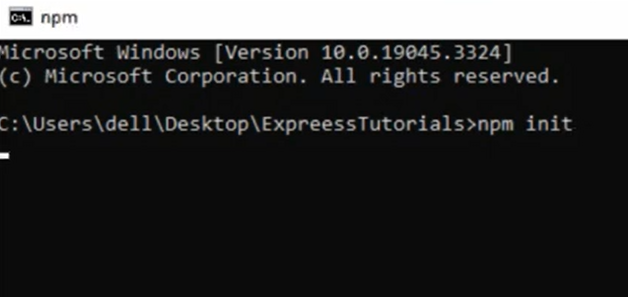 npm
Microsoft Windows [Version 10.0.19045.3324]
(c) Microsoft Corporation. All rights reserved.
C:\Users\dell\Desktop\ExpreessTutorials>npm init